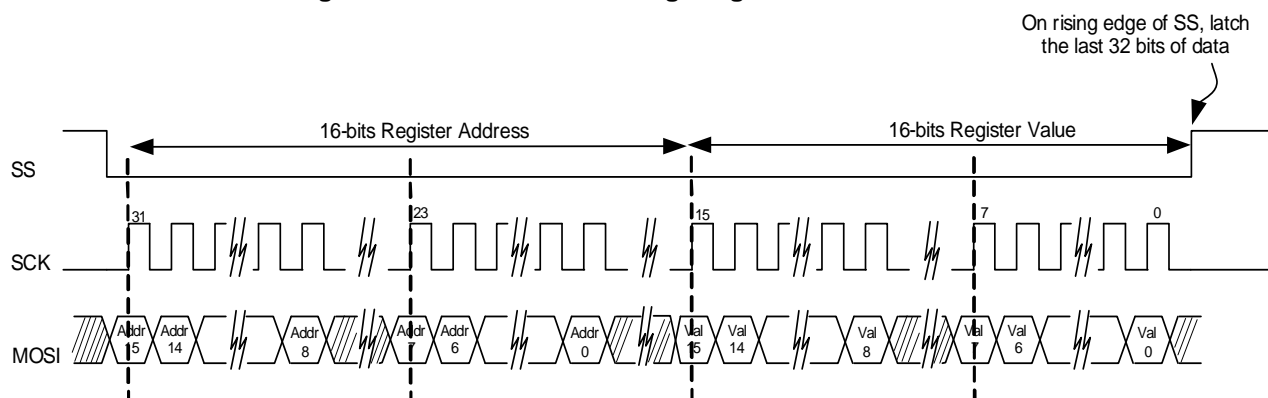 On rising edge of SS, latch
the last 32 bits of data
16-bits Register Address
16-bits Register Value
SS
31
23
15
7
0
SCK
Addr
15
Addr
14
Addr
8
Addr
7
Addr
6
Addr
0
Val
15
Val
14
Val
8
Val
7
Val
6
Val
0
MOSI